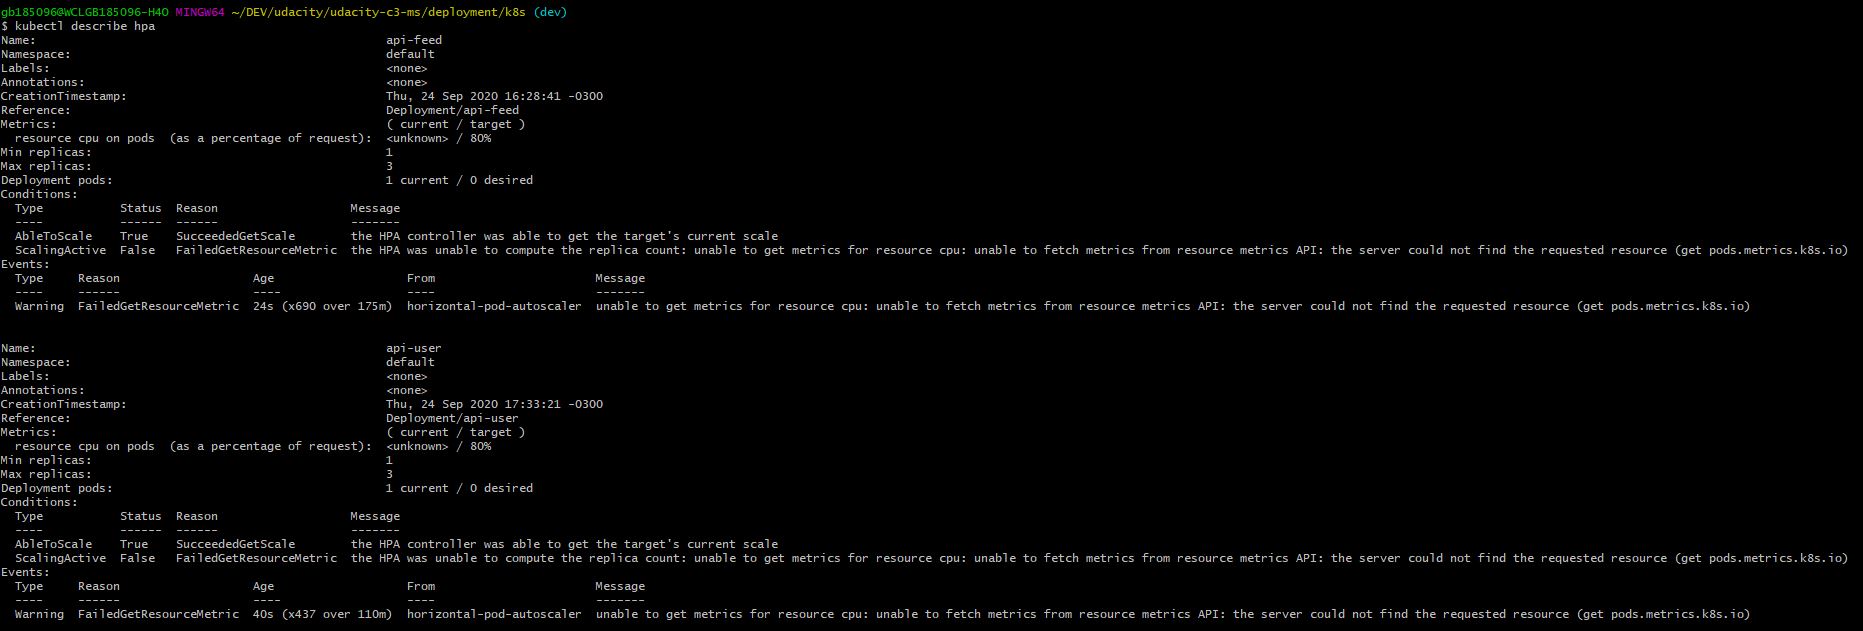 gb185096@WCLGB185096-H40 MINGW64 ~/DEV/udacity/udacity-c3-ms/deployment/k8s (dev)
$ kubectl describe hpa
Name:                                                  api-feed
Namespace:                                             default
Labels:                                                <none>
Annotations:                                           <none>
CreationTimestamp:                                     Thu, 24 Sep 2020 16:28:41 -0300
Reference:                                             Deployment/api-feed
Metrics:                                               ( current / target )
  resource cpu on pods  (as a percentage of request):  <unknown> / 80%
Min replicas:                                          1
Max replicas:                                          3
Deployment pods:                                       1 current / 0 desired
Conditions:
  Type           Status  Reason                   Message
  ----           ------  ------                   -------
  AbleToScale    True    SucceededGetScale        the HPA controller was able to get the target's current scale
  ScalingActive  False   FailedGetResourceMetric  the HPA was unable to compute the replica count: unable to get metrics for resource cpu: unable to fetch metrics from resource metrics API: the server could not find the requested resource (get pods.metrics.k8s.io)
Events:
  Type     Reason                   Age                   From                       Message
  ----     ------                   ----                  ----                       -------
  Warning  FailedGetResourceMetric  24s (x690 over 175m)  horizontal-pod-autoscaler  unable to get metrics for resource cpu: unable to fetch metrics from resource metrics API: the server could not find the requested resource (get pods.metrics.k8s.io)
Name:                                                  api-user
Namespace:                                             default
Labels:                                                <none>
Annotations:                                           <none>
CreationTimestamp:                                     Thu, 24 Sep 2020 17:33:21 -0300
Reference:                                             Deployment/api-user
Metrics:                                               ( current / target )
  resource cpu on pods  (as a percentage of request):  <unknown> / 80%
Min replicas:                                          1
Max replicas:                                          3
Deployment pods:                                       1 current / 0 desired
Conditions:
  Type           Status  Reason                   Message
  ----           ------  ------                   -------
  AbleToScale    True    SucceededGetScale        the HPA controller was able to get the target's current scale
  ScalingActive  False   FailedGetResourceMetric  the HPA was unable to compute the replica count: unable to get metrics for resource cpu: unable to fetch metrics from resource metrics API: the server could not find the requested resource (get pods.metrics.k8s.io)
Events:
  Type     Reason                   Age                   From                       Message
  ----     ------                   ----                  ----                       -------
  Warning  FailedGetResourceMetric  40s (x437 over 110m)  horizontal-pod-autoscaler  unable to get metrics for resource cpu: unable to fetch metrics from resource metrics API: the server could not find the requested resource (get pods.metrics.k8s.io)